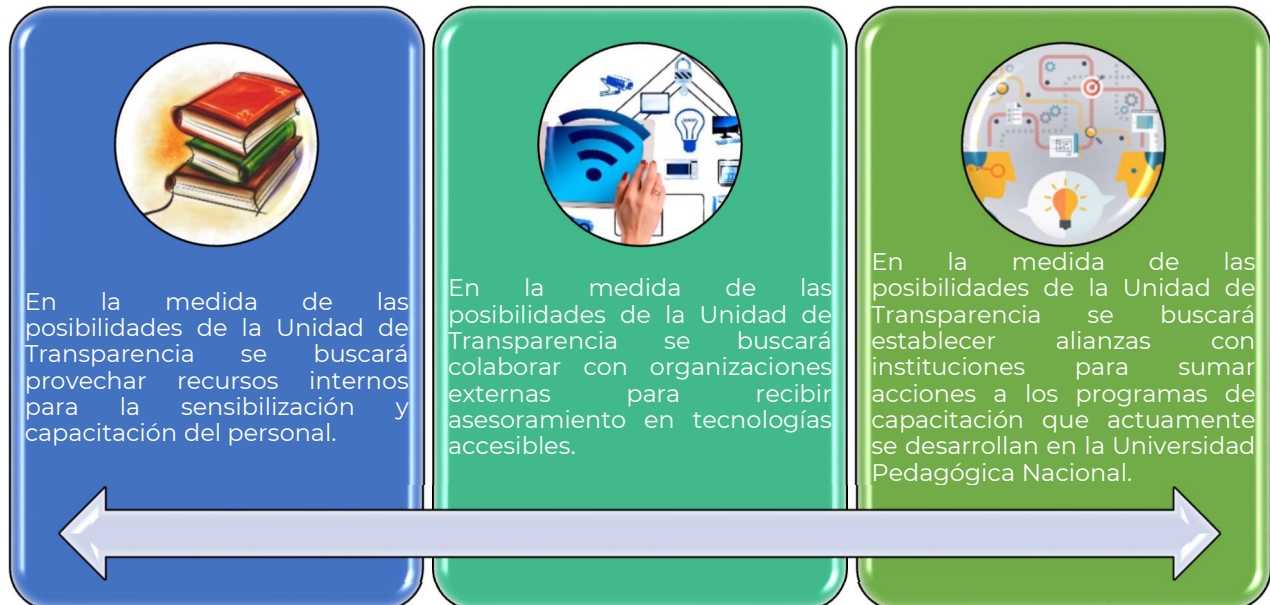 En la medida de las
posibilidades de la Unidad de
Transparencia se buscará
provechar recursos internos
para la sensibilización y
capacitación del personal.
En la medida de las
posibilidades de la Unidad de
Transparencia se buscará
colaborar con organizaciones
externas para recibir
asesoramiento en tecnologías
accesibles.
En la medida de las
posibilidades de la Unidad de
Transparencia se buscará
establecer alianzas con
instituciones para sumar
acciones a los programas de
capacitación que actuamente
se desarrollan en la Universidad
Pedagógica Nacional.